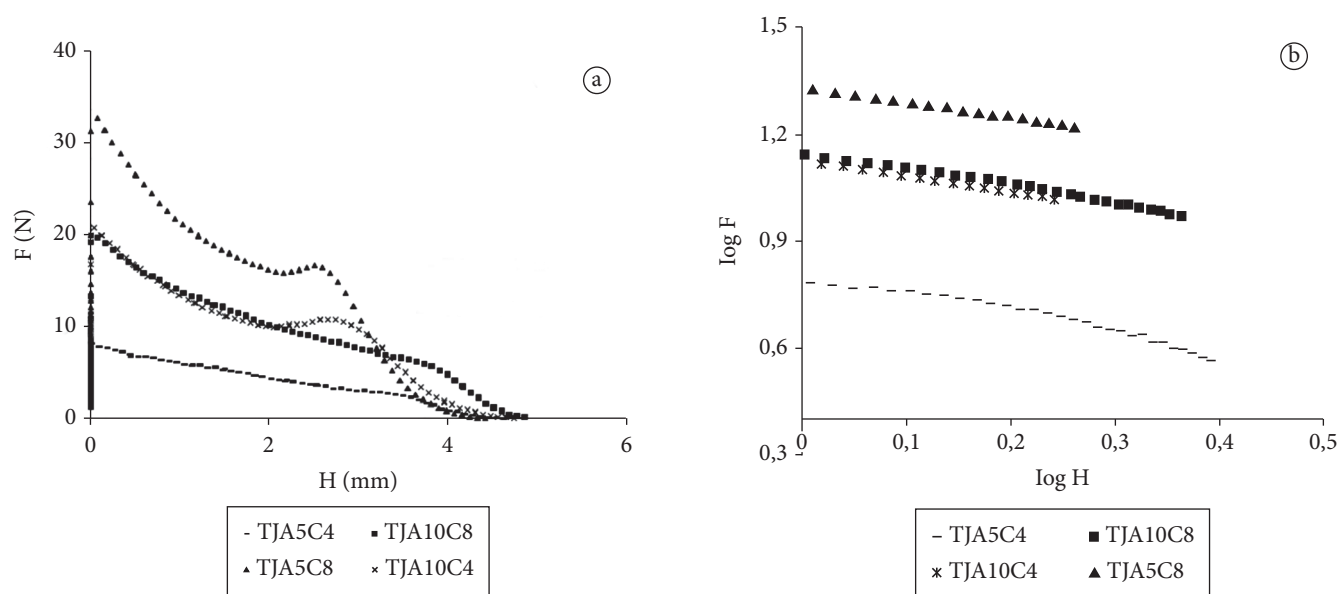 a
F (N)
40
30
20
10
0
0 2 4 6
H (mm)
- TJA5C4 ■ TJA10C8
▲ TJA5C8 × TJA10C4
b
log F
1,5
1,2
0,9
0,6
0,3
0 0,1 0,2 0,3 0,4 0,5
log H
– TJA5C4 ■ TJA10C8
TJA10C4 ▲ TJA5C8